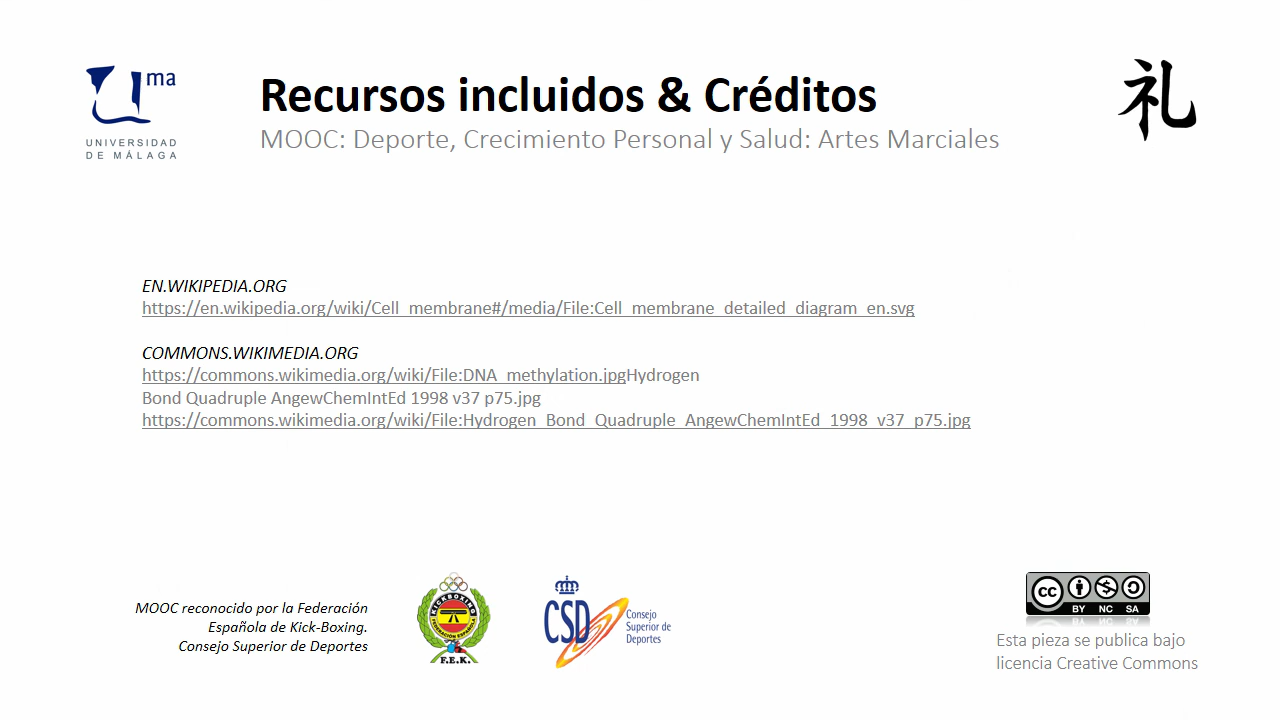 ma
UNIVERSIDAD
DE MÁLAGA
Recursos incluidos & Créditos
MOOC: Deporte, Crecimiento Personal y Salud: Artes Marciales
礼
EN.WIKIPEDIA.ORG
https://en.wikipedia.org/wiki/Cell_membrane#/media/File:Cell_membrane_detailed_diagram_en.svg
COMMONS.WIKIMEDIA.ORG
https://commons.wikimedia.org/wiki/File:DNA_methylation.jpgHydrogen
Bond Quadruple AngewChemIntEd 1998 v37 p75.jpg
https://commons.wikimedia.org/wiki/File:Hydrogen_Bond_Quadruple_AngewChemIntEd_1998_v37_p75.jpg
MOOC reconocido por la Federación
Española de Kick-Boxing.
Consejo Superior de Deportes
KICKBOXING
FEDERACIÓN ESPAÑOLA
F.E.K.
CSD
Consejo
Superior de
Deportes
cc
BY NC SA
Esta pieza se publica bajo
licencia Creative Commons